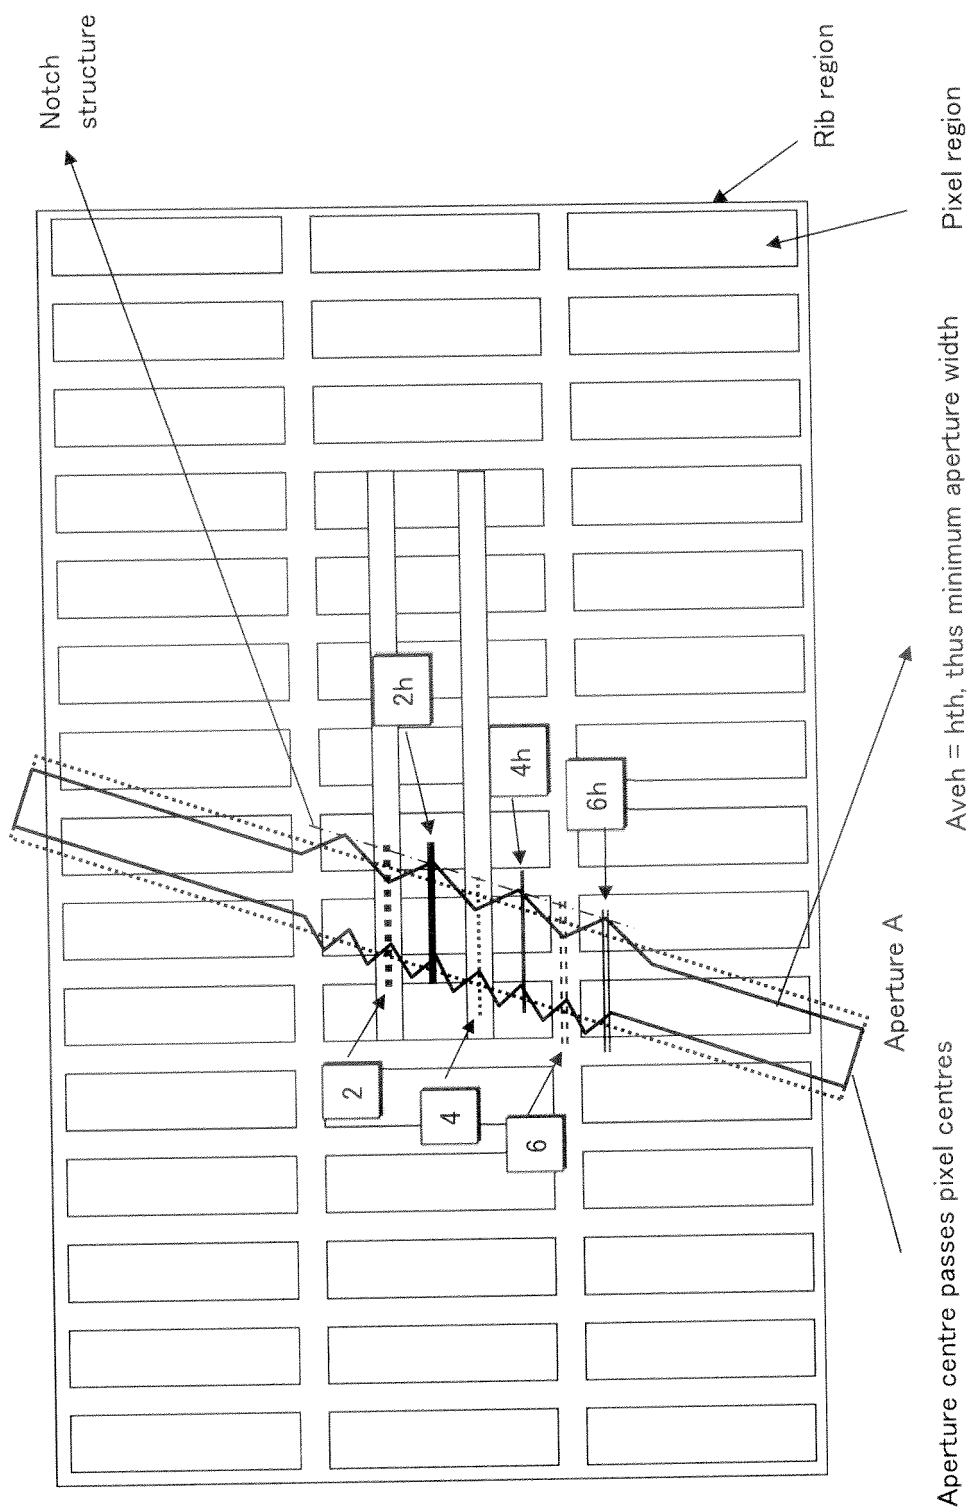 Notch
structure
Rib region
Pixel region
2h
4h
6h
2
4
6
Aperture A
Aveh = hth, thus minimum aperture width
Aperture centre passes pixel centres